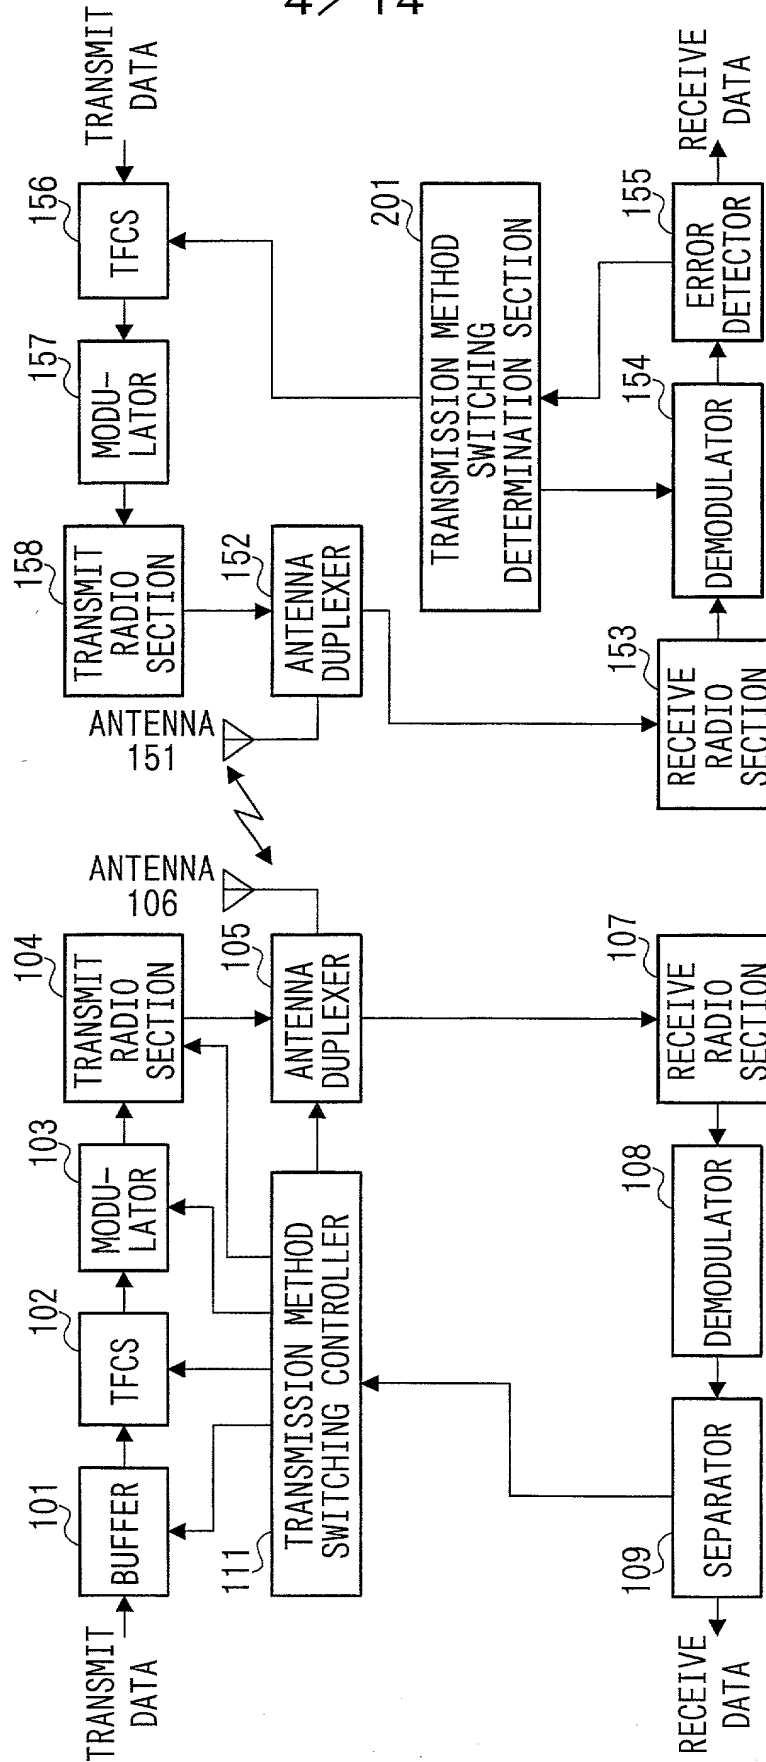 4/14
TRANSMIT
DATA
101
BUFFER
102
TFCS
103
MODU-
LATOR
104
TRANSMIT
RADIO
SECTION
111
TRANSMISSION METHOD
SWITCHING CONTROLLER
105
ANTENNA
DUPLEXER
ANTENNA
106
107
RECEIVE
RADIO
SECTION
108
DEMODULATOR
109
SEPARATOR
RECEIVE
DATA
ANTENNA
151
152
ANTENNA
DUPLEXER
158
TRANSMIT
RADIO
SECTION
157
MODU-
LATOR
156
TFCS
TRANSMIT
DATA
201
TRANSMISSION METHOD
SWITCHING
DETERMINATION SECTION
153
RECEIVE
RADIO
SECTION
154
DEMODULATOR
155
ERROR
DETECTOR
RECEIVE
DATA